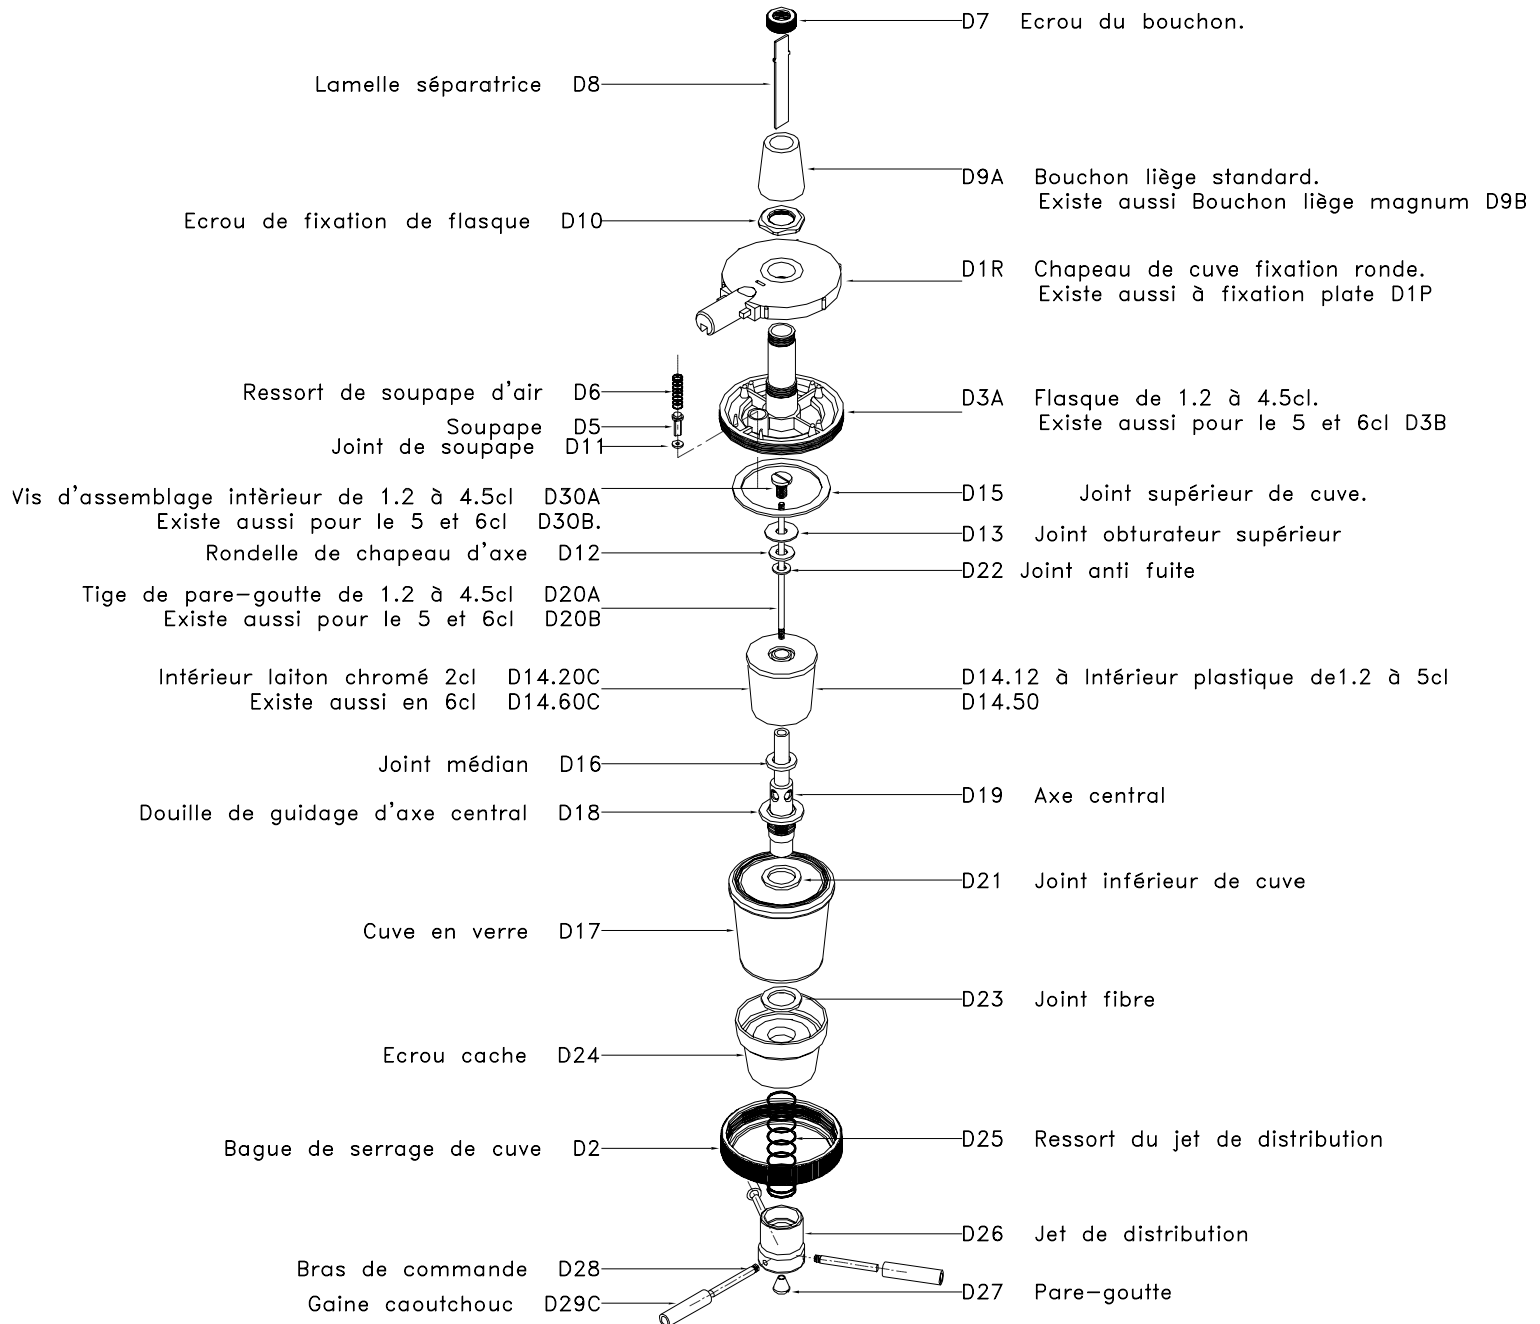 D7 Ecrou du bouchon.
Lamelle séparatrice D8
D9A Bouchon liège standard.
Existe aussi Bouchon liège magnum D9B
Ecrou de fixation de flasque D10
D1R Chapeau de cuve fixation ronde.
Existe aussi à fixation plate D1P
Ressort de soupape d'air D6
D3A Flasque de 1.2 à 4.5cl.
Existe aussi pour le 5 et 6cl D3B
Soupape D5
Joint de soupape D11
Vis d'assemblage intèrieur de 1.2 à 4.5cl D30A
Existe aussi pour le 5 et 6cl D30B.
D15 Joint supérieur de cuve.
D13 Joint obturateur supérieur
Rondelle de chapeau d'axe D12
D22 Joint anti fuite
Tige de pare-goutte de 1.2 à 4.5cl D20A
Existe aussi pour le 5 et 6cl D20B
Intérieur laiton chromé 2cl D14.20C
Existe aussi en 6cl D14.60C
D14.12 à Intérieur plastique de1.2 à 5cl
D14.50
Joint médian D16
D19 Axe central
Douille de guidage d'axe central D18
D21 Joint inférieur de cuve
Cuve en verre D17
D23 Joint fibre
Ecrou cache D24
D25 Ressort du jet de distribution
Bague de serrage de cuve D2
D26 Jet de distribution
Bras de commande D28
D27 Pare-goutte
Gaine caoutchouc D29C